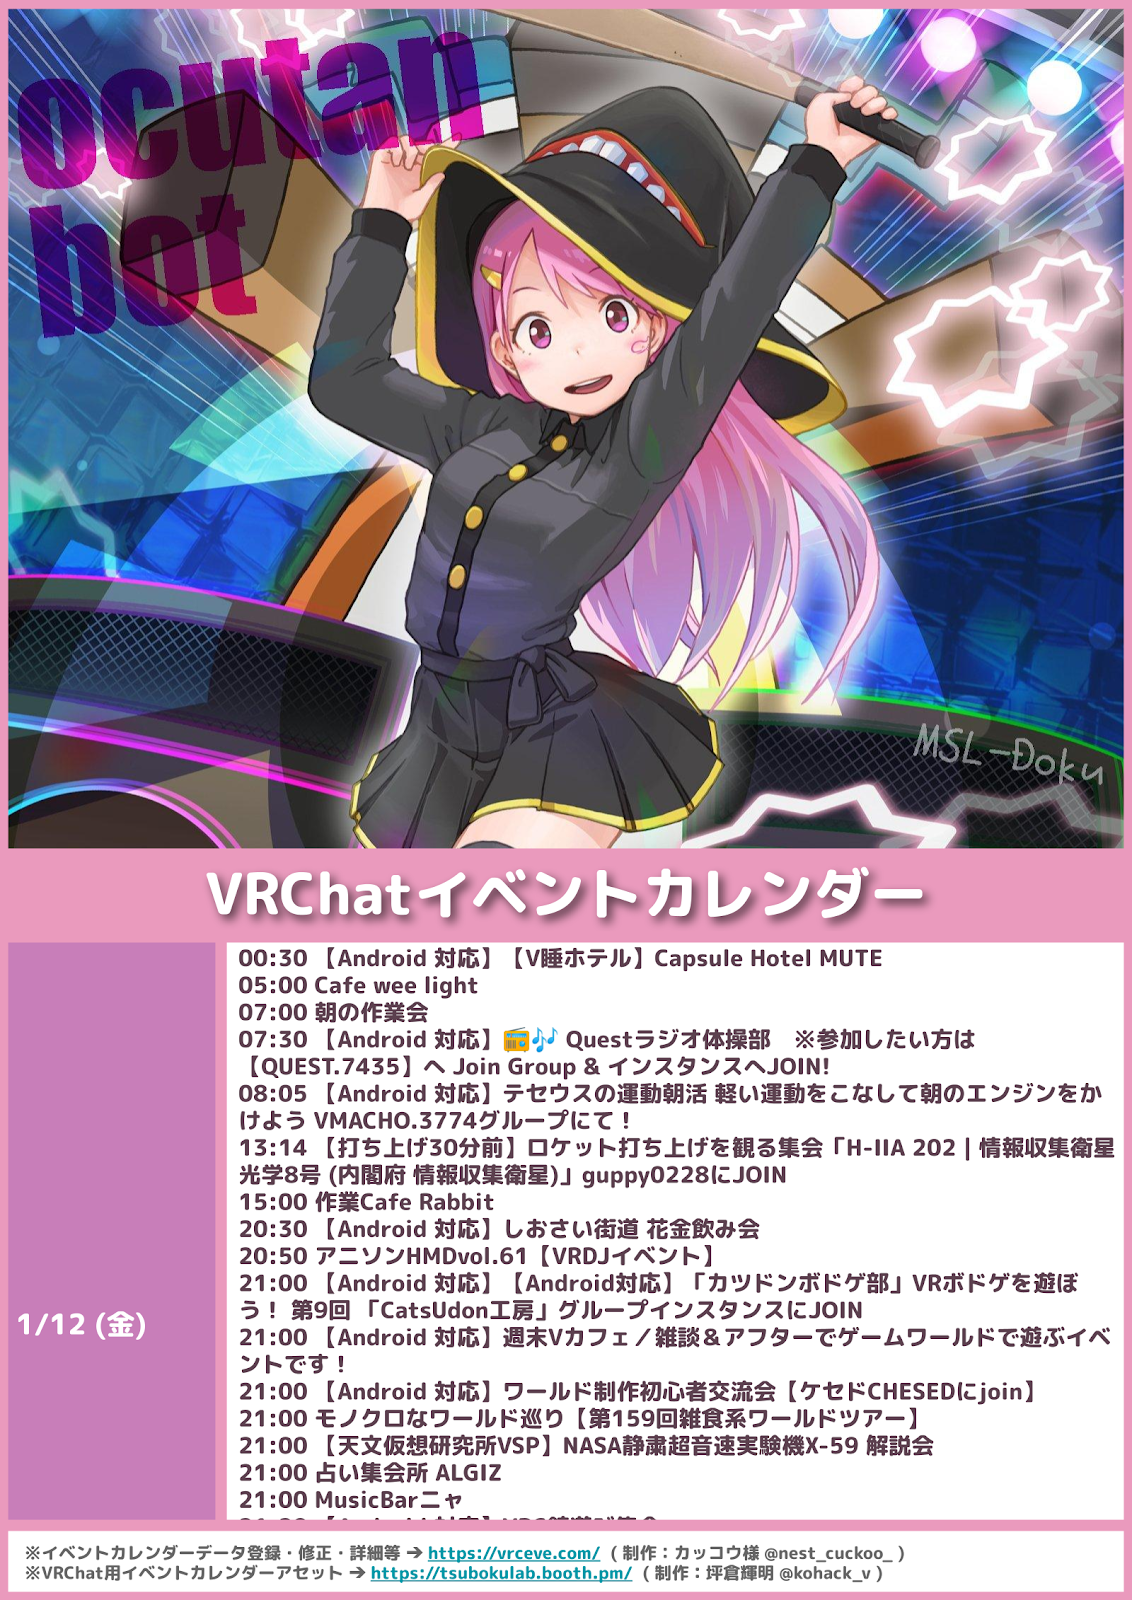 ocutan
bot
MSL-Doku
VRChatイベントカレンダー
1/12 (金)
00:30 【Android 対応】【V睡ホテル】Capsule Hotel MUTE
05:00 Cafe wee light
07:00 朝の作業会
07:30 【Android 対応】📻🎶 Questラジオ体操部　※参加したい方は
【QUEST.7435】へ Join Group & インスタンスへJOIN!
08:05 【Android 対応】テセウスの運動朝活 軽い運動をこなして朝のエンジンをか
けよう VMACHO.3774グループにて！
13:14 【打ち上げ30分前】ロケット打ち上げを観る集会「H-IIA 202 | 情報収集衛星
光学8号 (内閣府 情報収集衛星)」guppy0228にJOIN
15:00 作業Cafe Rabbit
20:30 【Android 対応】しおさい街道 花金飲み会
20:50 アニソンHMDvol.61【VRDJイベント】
21:00 【Android 対応】【Android対応】「カツドンボドゲ部」VRボドゲを遊ぼ
う！ 第9回 「CatsUdon工房」グループインスタンスにJOIN
21:00 【Android 対応】週末Vカフェ／雑談＆アフターでゲームワールドで遊ぶイベ
ントです！
21:00 【Android 対応】ワールド制作初心者交流会【ケセドCHESEDにjoin】
21:00 モノクロなワールド巡り【第159回雑食系ワールドツアー】
21:00 【天文仮想研究所VSP】NASA静粛超音速実験機X-59 解説会
21:00 占い集会所 ALGIZ
21:00 MusicBarニャ
※イベントカレンダーデータ登録・修正・詳細等 ➔ https://vrceve.com/ （制作：カッコウ様 @nest_cuckoo_ ）
※VRChat用イベントカレンダーアセット ➔ https://tsubokulab.booth.pm/ （制作：坪倉輝明 @kohack_v ）